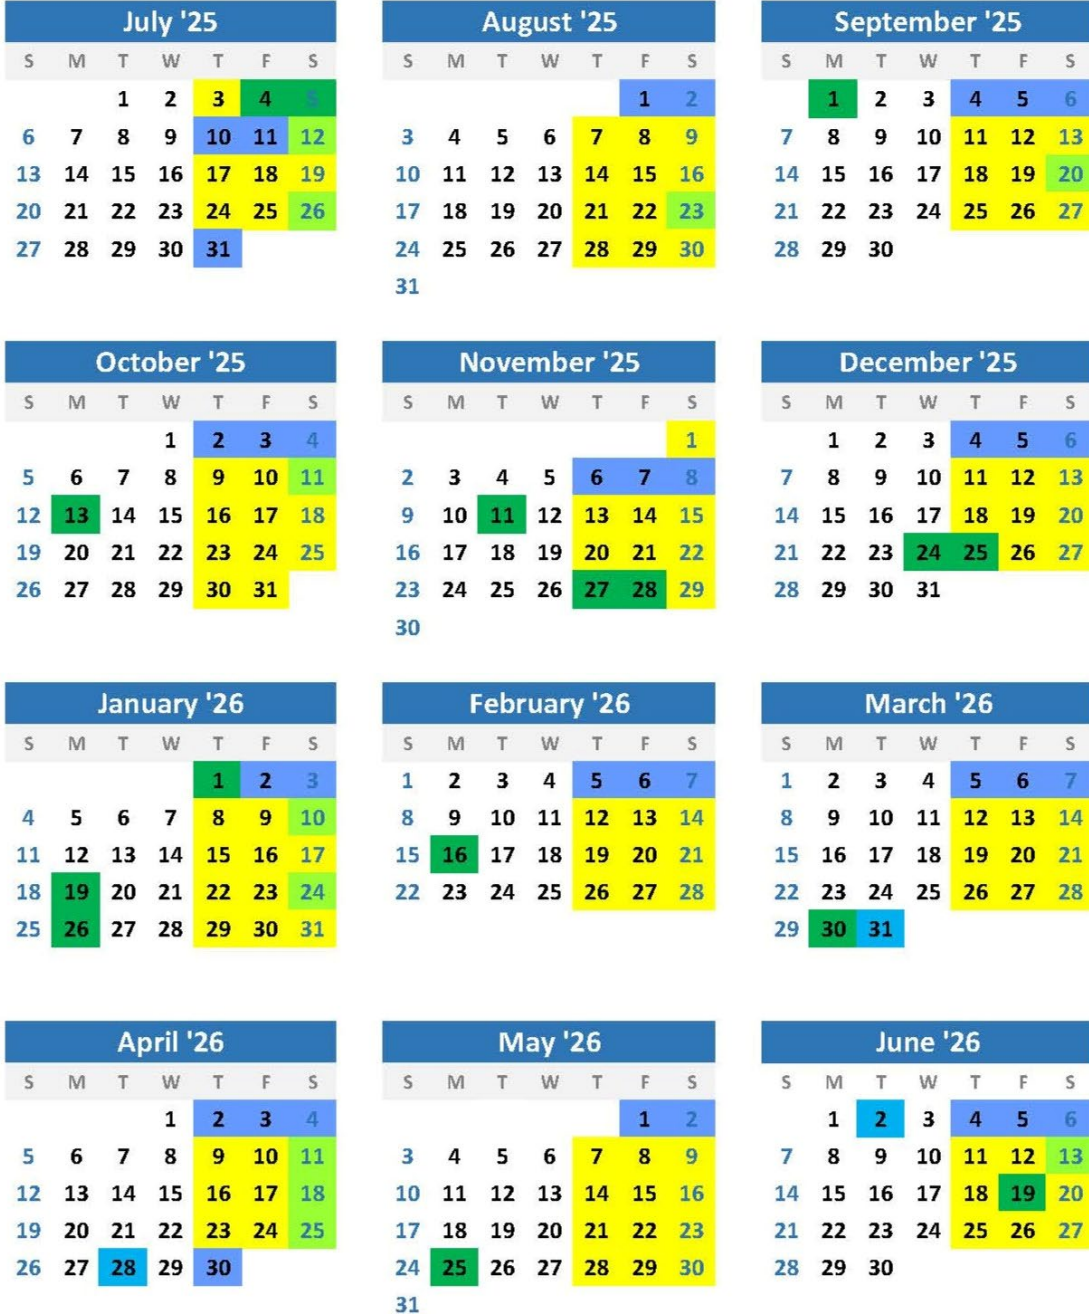 July '25
S M T W T F S
1 2 3 4 5
6 7 8 9 10 11 12
13 14 15 16 17 18 19
20 21 22 23 24 25 26
27 28 29 30 31
August '25
S M T W T F S
1 2
3 4 5 6 7 8 9
10 11 12 13 14 15 16
17 18 19 20 21 22 23
24 25 26 27 28 29 30
31
September '25
S M T W T F S
1 2 3 4 5 6
7 8 9 10 11 12 13
14 15 16 17 18 19 20
21 22 23 24 25 26 27
28 29 30
October '25
S M T W T F S
1 2 3 4
5 6 7 8 9 10 11
12 13 14 15 16 17 18
19 20 21 22 23 24 25
26 27 28 29 30 31
November '25
S M T W T F S
1
2 3 4 5 6 7 8
9 10 11 12 13 14 15
16 17 18 19 20 21 22
23 24 25 26 27 28 29
30
December '25
S M T W T F S
1 2 3 4 5 6
7 8 9 10 11 12 13
14 15 16 17 18 19 20
21 22 23 24 25 26 27
28 29 30 31
January '26
S M T W T F S
1 2 3
4 5 6 7 8 9 10
11 12 13 14 15 16 17
18 19 20 21 22 23 24
25 26 27 28 29 30 31
February '26
S M T W T F S
1 2 3 4 5 6 7
8 9 10 11 12 13 14
15 16 17 18 19 20 21
22 23 24 25 26 27 28
March '26
S M T W T F S
1 2 3 4 5 6 7
8 9 10 11 12 13 14
15 16 17 18 19 20 21
22 23 24 25 26 27 28
29 30 31
April '26
S M T W T F S
1 2 3 4
5 6 7 8 9 10 11
12 13 14 15 16 17 18
19 20 21 22 23 24 25
26 27 28 29 30
May '26
S M T W T F S
1 2
3 4 5 6 7 8 9
10 11 12 13 14 15 16
17 18 19 20 21 22 23
24 25 26 27 28 29 30
31
June '26
S M T W T F S
1 2 3 4 5 6
7 8 9 10 11 12 13
14 15 16 17 18 19 20
21 22 23 24 25 26 27
28 29 30